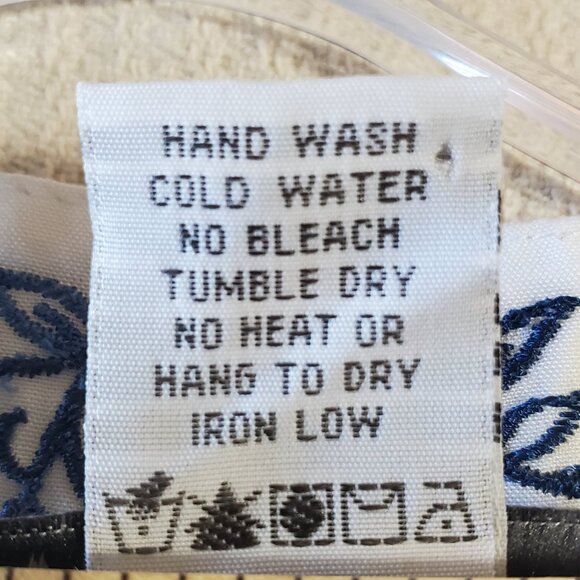 HAND WASH
COLD WATER
NO BLEACH
TUMBLE DRY
NO HEAT OR
HANG TO DRY
IRON LOW